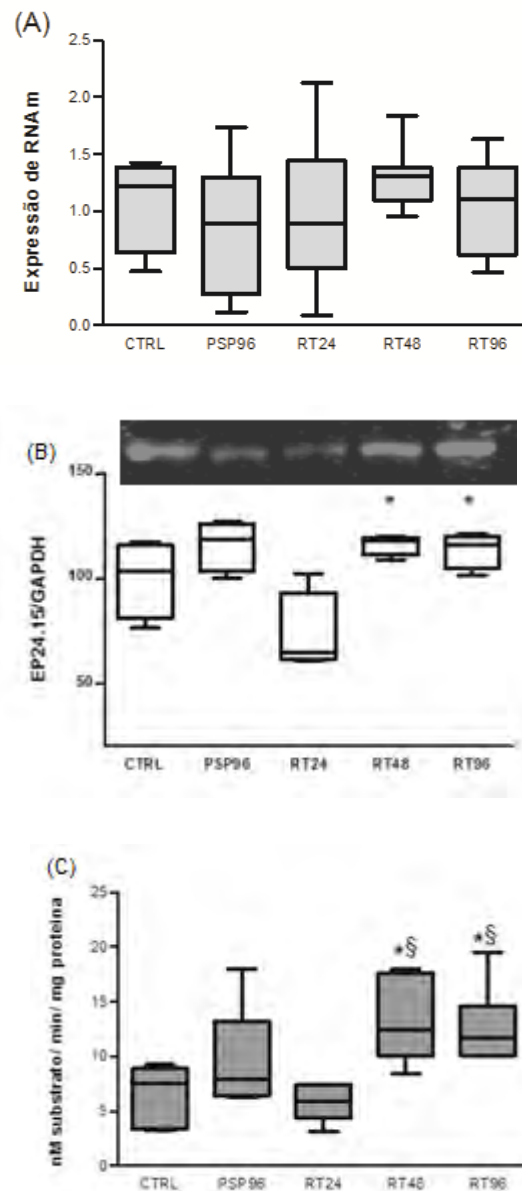 (A)
Expressão de RNAm
2.5
2.0
1.5
1.0
0.5
0.0
CTRL PSP96 RT24 RT48 RT96
(B)
EP24.15/GAPDH
150
100
50
* *
CTRL PSP96 RT24 RT48 RT96
(C)
nM substrato/ min/ mg proteina
25
20
15
10
5
0
*§ *§
CTRL PSP96 RT24 RT48 RT96